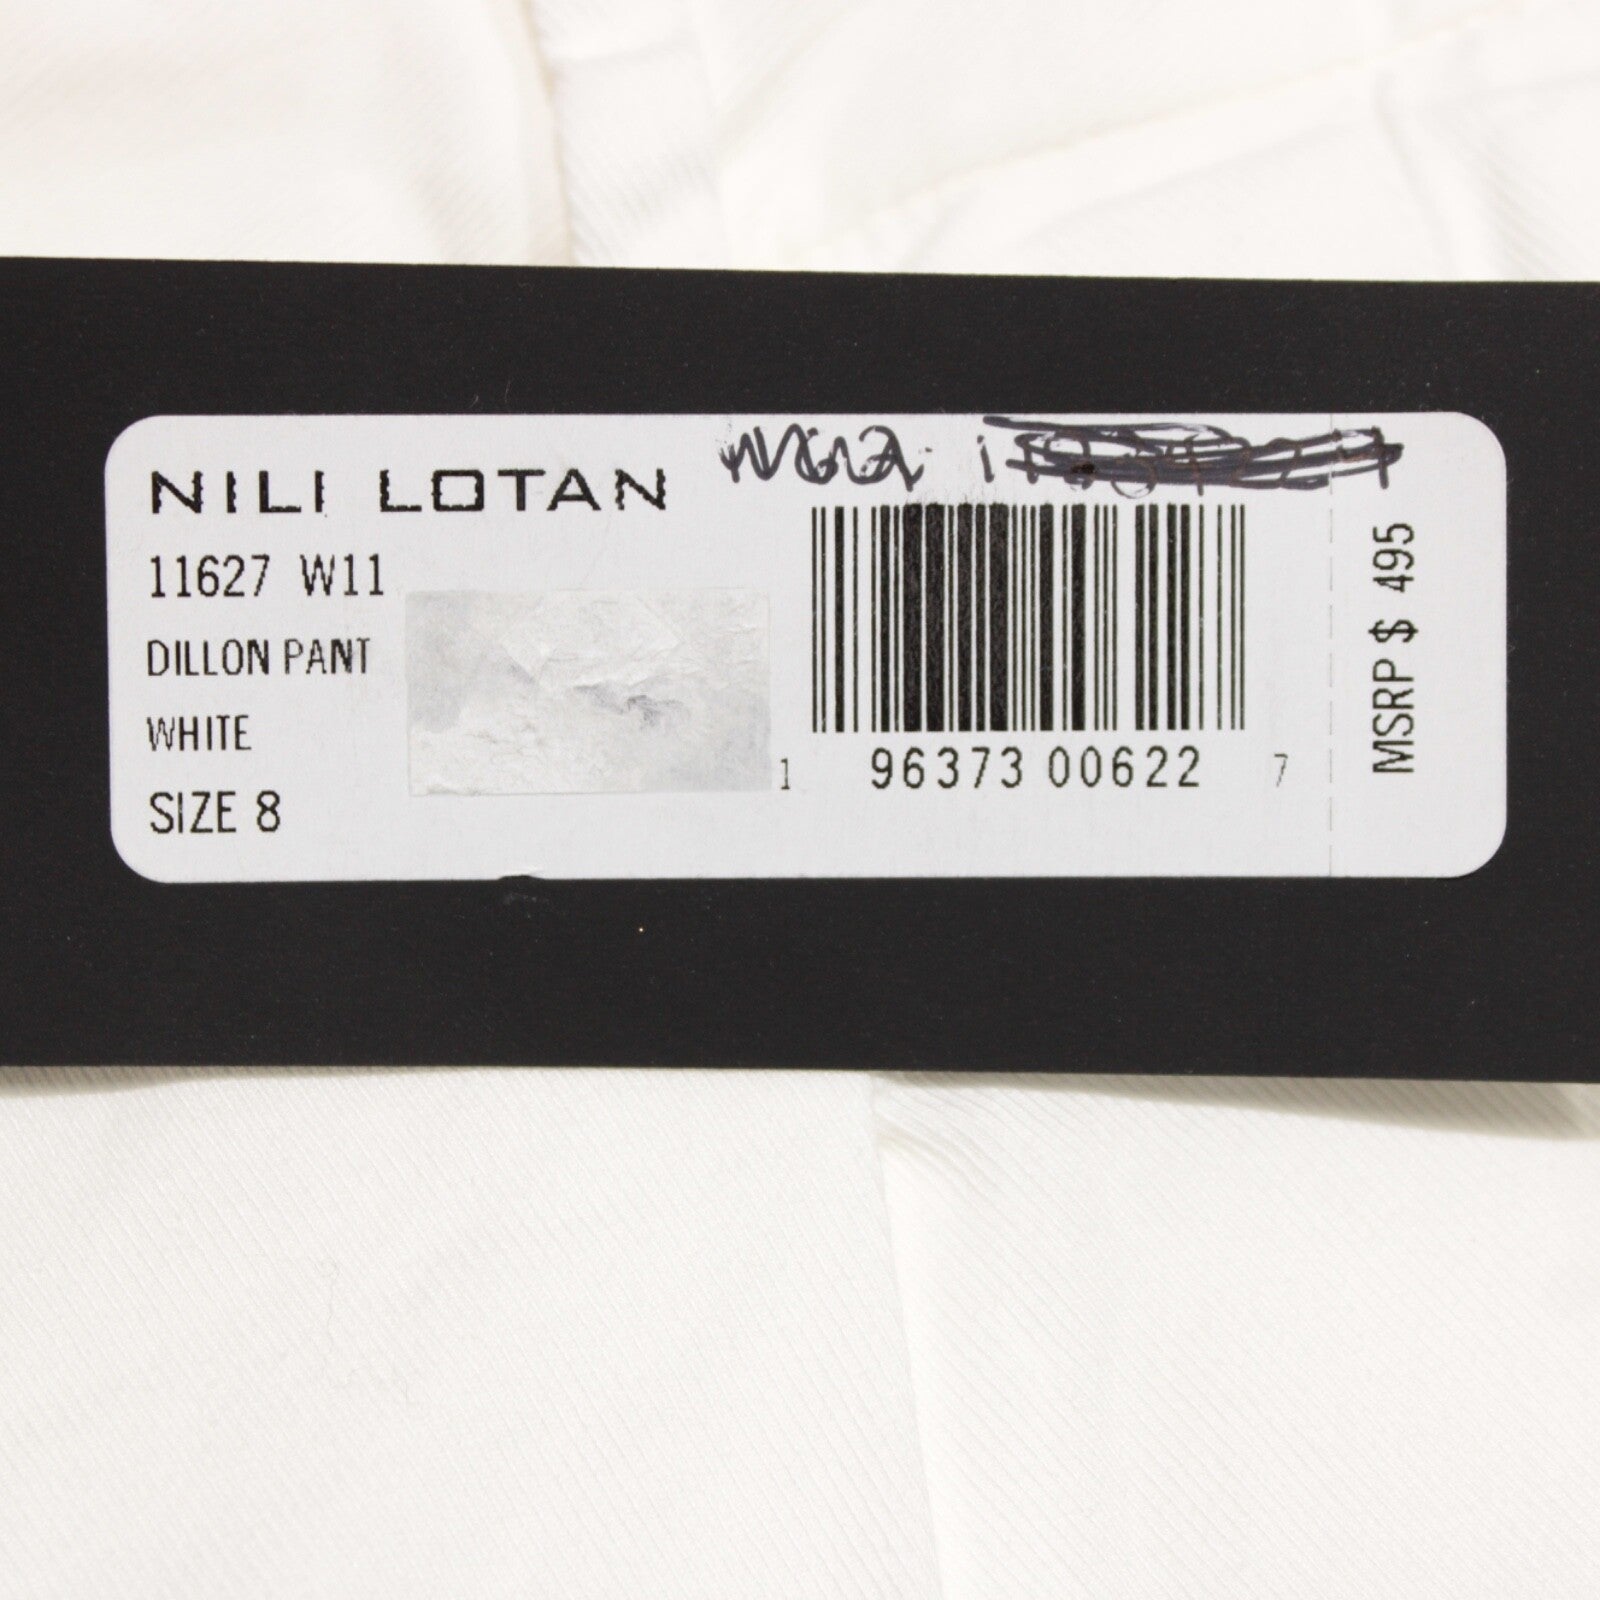 NILI LOTAN
11627 W11
DILLON PANT
WHITE
SIZE 8
1 96373 00622 7
MSRP $ 495